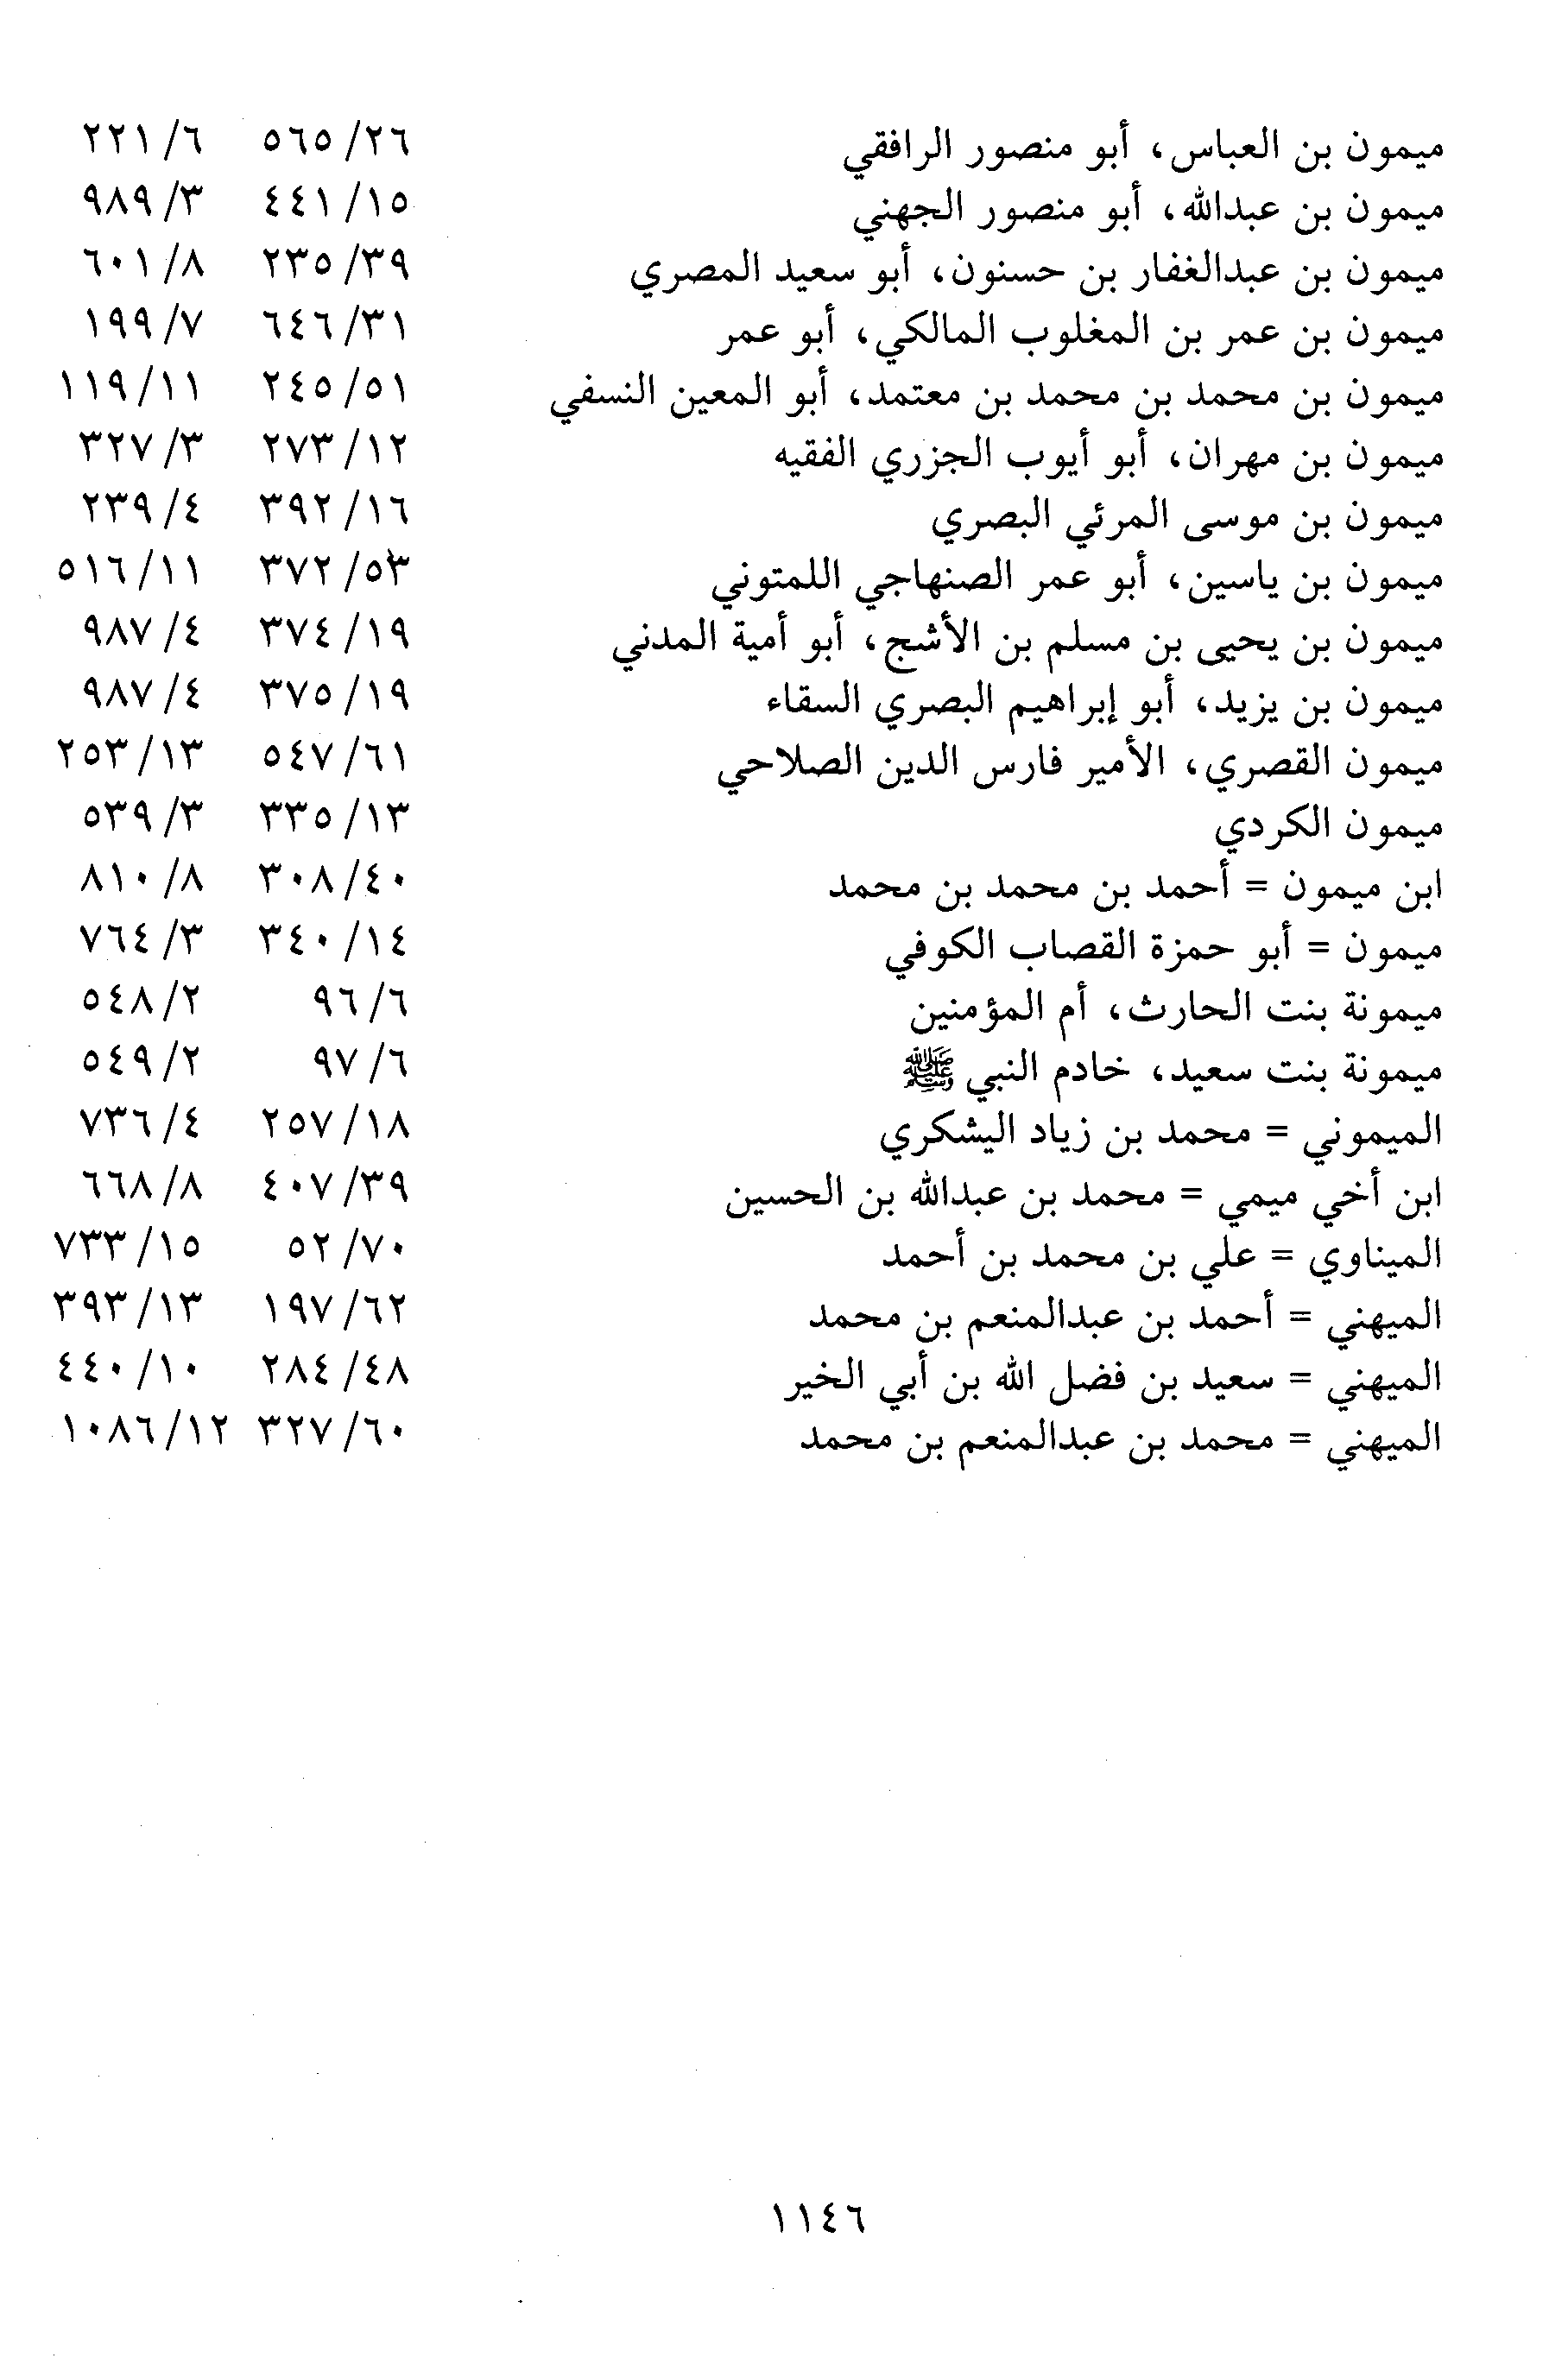 ميمون بن العباس، أبو منصور الرافقي ٢٦/ ٥٦٥ ٦/ ٢٢١
ميمون بن عبدالله، أبو منصور الجهني ١٥/ ٤٤١ ٣/ ٩٨٩
ميمون بن عبدالغفار بن حسنون، أبو سعيد المصري ٣٩/ ٢٣٥ ٨/ ٦٠١
ميمون بن عمر بن المغلوب المالكي، أبو عمر ٣١/ ٦٤٦ ٧/ ١٩٩
ميمون بن محمد بن محمد بن معتمد، أبو المعين النسفي ٥١/ ٢٤٥ ١١/ ١١٩
ميمون بن مهران، أبو أيوب الجزري الفقيه ١٢/ ٢٧٣ ٣/ ٣٢٧
ميمون بن موسى المرئي البصري ١٦/ ٣٩٢ ٤/ ٢٣٩
ميمون بن ياسين، أبو عمر الصنهاجي اللمتوني ٥٣/ ٣٧٢ ١١/ ٥١٦
ميمون بن يحيى بن مسلم بن الأشج، أبو أمية المدني ١٩/ ٣٧٤ ٤/ ٩٨٧
ميمون بن يزيد، أبو إبراهيم البصري السقاء ١٩/ ٣٧٥ ٤/ ٩٨٧
ميمون القصري، الأمير فارس الدين الصلاحي ٦١/ ٥٤٧ ١٣/ ٢٥٣
ميمون الكردي ١٣/ ٣٣٥ ٣/ ٥٣٩
ابن ميمون = أحمد بن محمد بن محمد ٤٠/ ٣٠٨ ٨/ ٨١٠
ميمون = أبو حمزة القصاب الكوفي ١٤/ ٣٤٠ ٣/ ٧٦٤
ميمونة بنت الحارث، أم المؤمنين ٦/ ٩٦ ٢/ ٥٤٨
ميمونة بنت سعيد، خادم النبي ﷺ ٦/ ٩٧ ٢/ ٥٤٩
الميموني = محمد بن زياد اليشكري ١٨/ ٢٥٧ ٤/ ٧٣٦
ابن أخي ميمي = محمد بن عبدالله بن الحسين ٣٩/ ٤٠٧ ٨/ ٦٦٨
الميناوي = علي بن محمد بن أحمد ٧٠/ ٥٢ ١٥/ ٧٣٣
الميهني = أحمد بن عبدالمنعم بن محمد ٦٢/ ١٩٧ ١٣/ ٣٩٣
الميهني = سعيد بن فضل الله بن أبي الخير ٤٨/ ٢٨٤ ١٠/ ٤٤٠
الميهني = محمد بن عبدالمنعم بن محمد ٦٠/ ٣٢٧ ١٢/ ١٠٨٦
١١٤٦